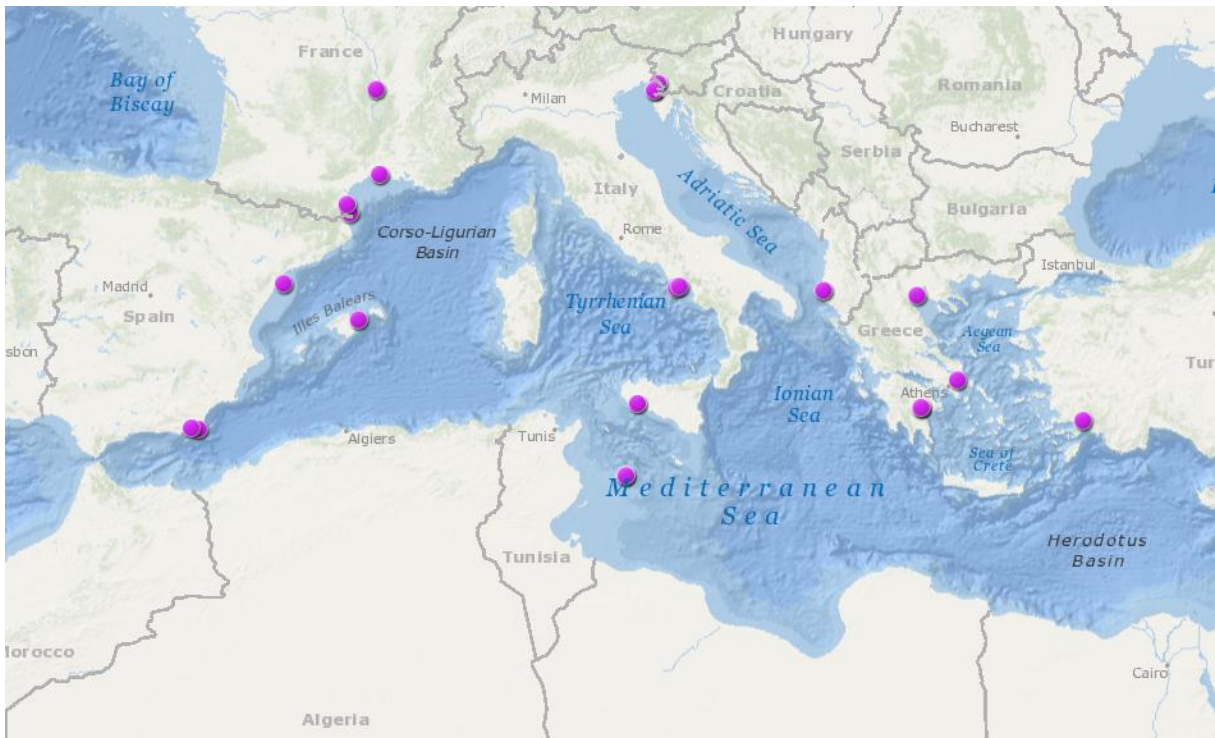 France
Hungary
Bay of
Biscay
Milan
Croatia
Romania
Bucharest
Serbia
Italy
Adriatic Sea
Bulgaria
Corso-Ligurian
Basin
Rome
Istanbul
Madrid
Spain
Illes Balears
Tyrrhenian
Sea
Greece
Aegean
Sea
sbon
Tur
Ionian
Sea
Athens
Algiers
Tunis
Sea of
Crete
Mediterranean
Sea
Herodotus
Basin
Tunisia
Morocco
Cairo
Algeria